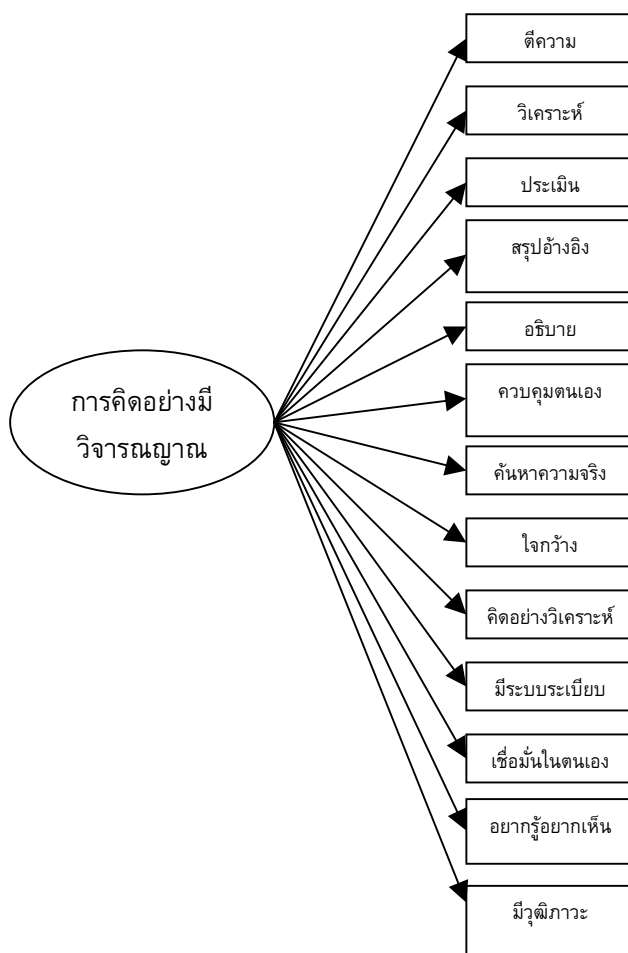 ตีความ
วิเคราะห์
ประเมิน
สรุปอ้างอิง
อธิบาย
ควบคุมตนเอง
การคิดอย่างมี
วิจารณญาณ
ค้นหาความจริง
ใจกว้าง
คิดอย่างวิเคราะห์
มีระบบระเบียบ
เชื่อมั่นในตนเอง
อยากรู้อยากเห็น
มีวุฒิภาวะ